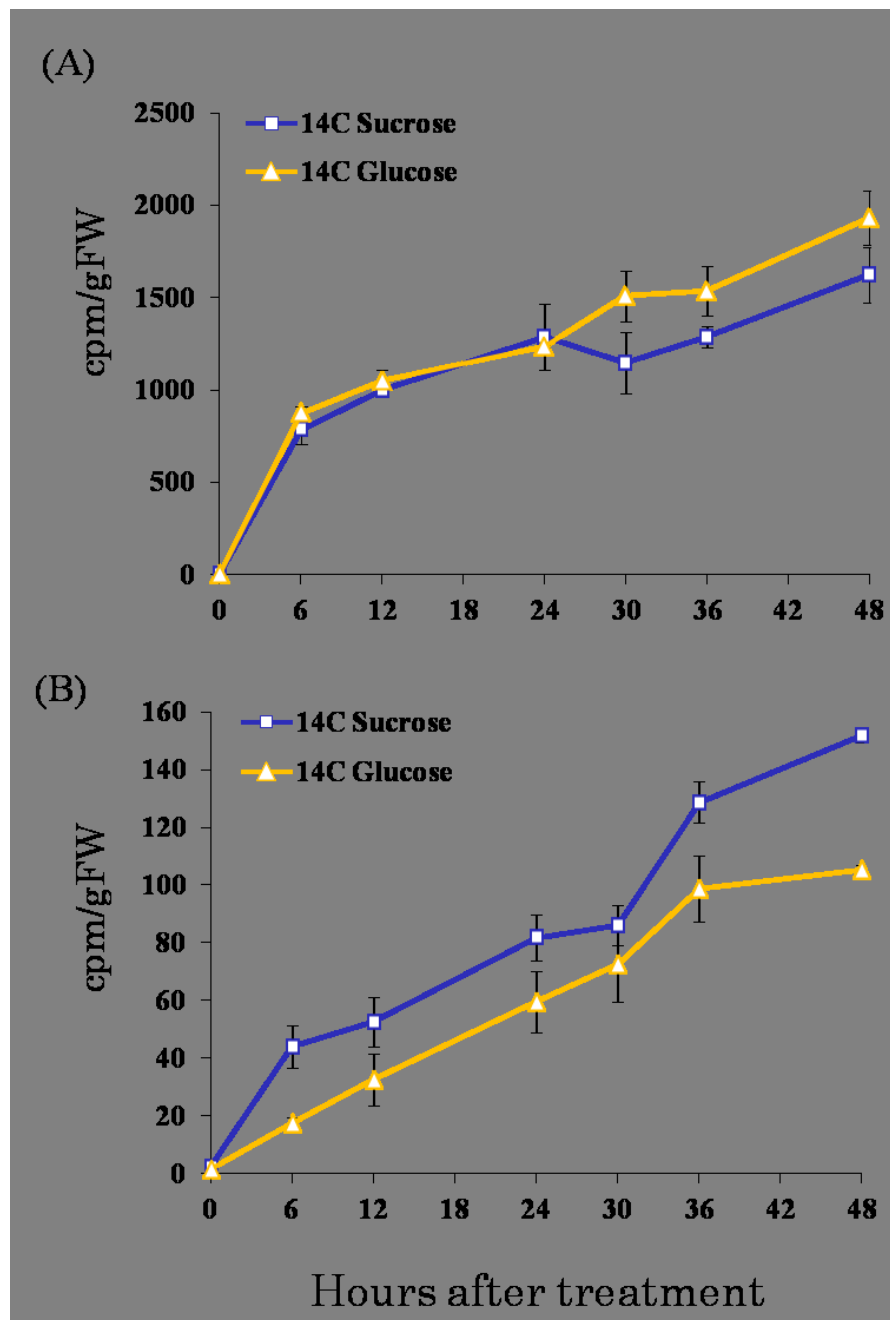 (A)
2500
2000
1500
1000
500
0
cpm/gFW
14C Sucrose
14C Glucose
0 6 12 18 24 30 36 42 48
(B)
160
140
120
100
80
60
40
20
0
cpm/gFW
14C Sucrose
14C Glucose
0 6 12 18 24 30 36 42 48
Hours after treatment